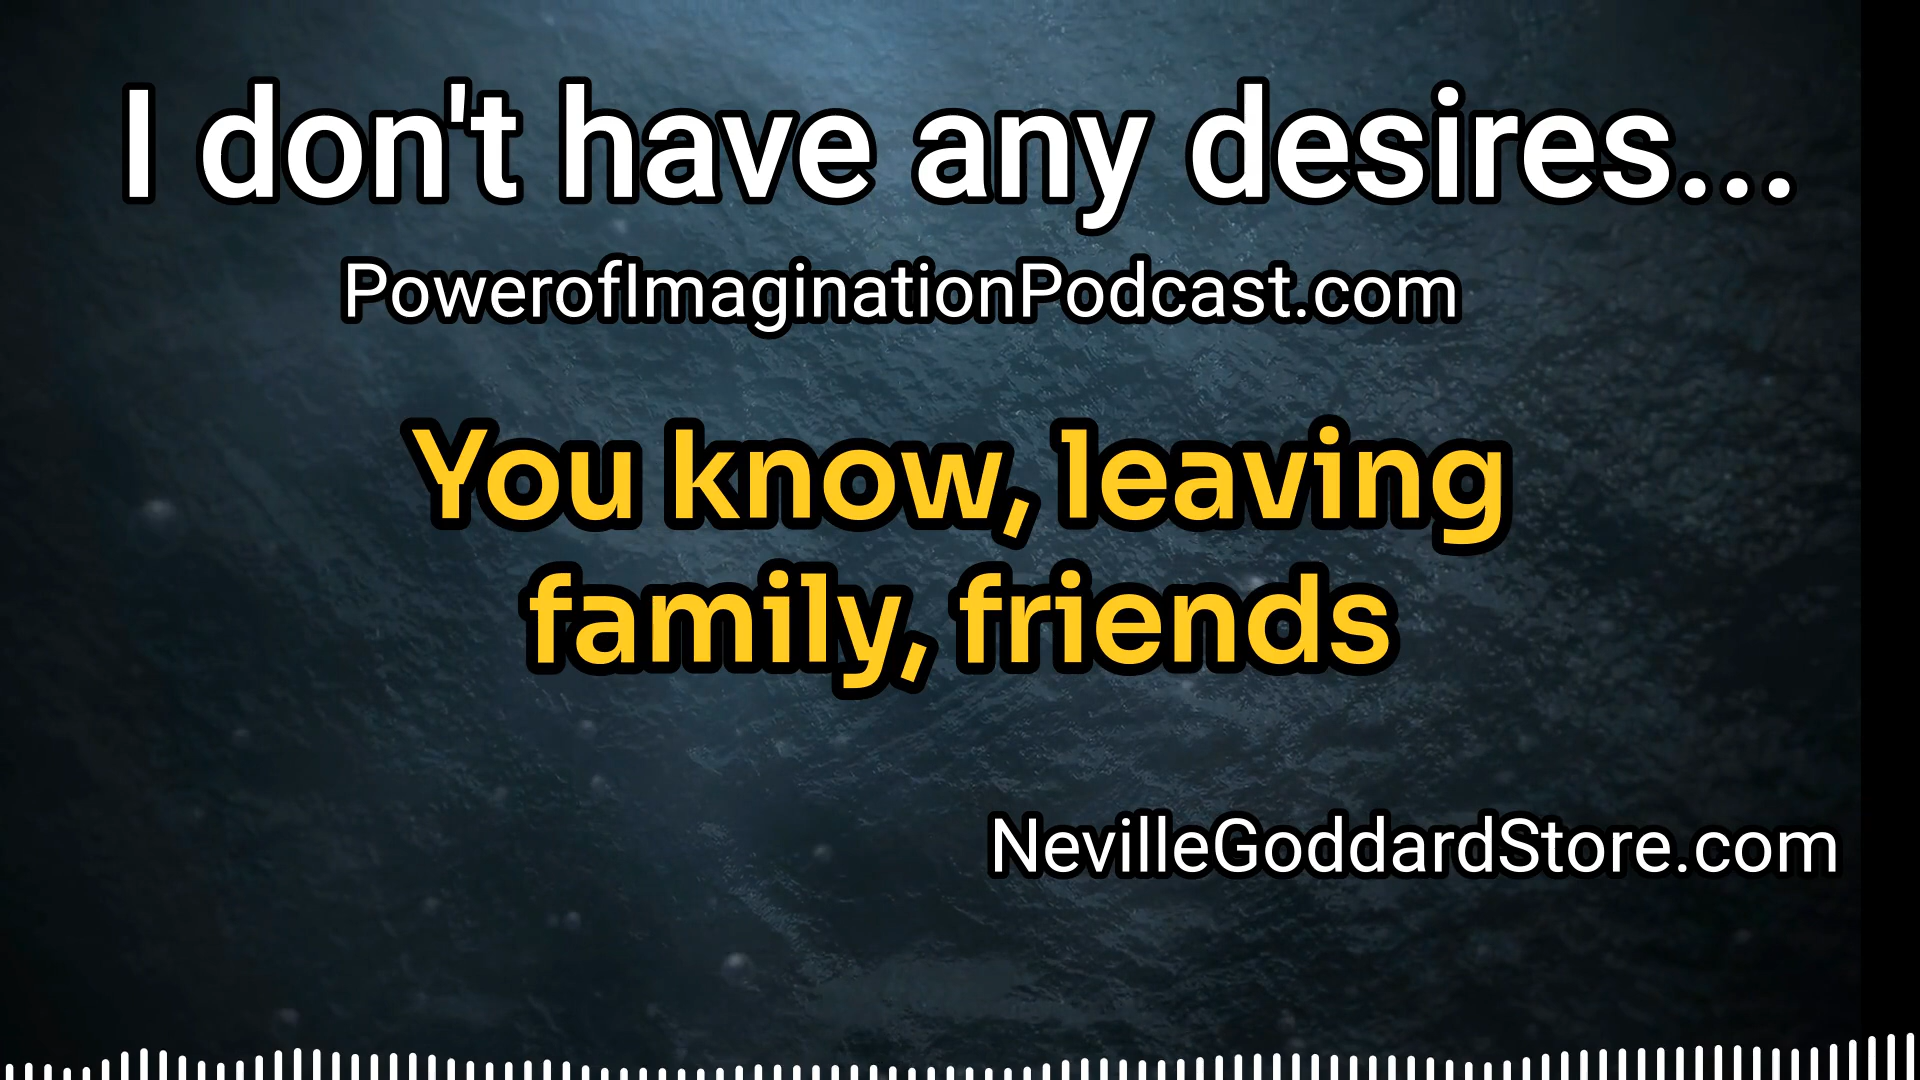 I don't have any desires...
PowerofImaginationPodcast.com
You know, leaving
family, friends
NevilleGoddardStore.com